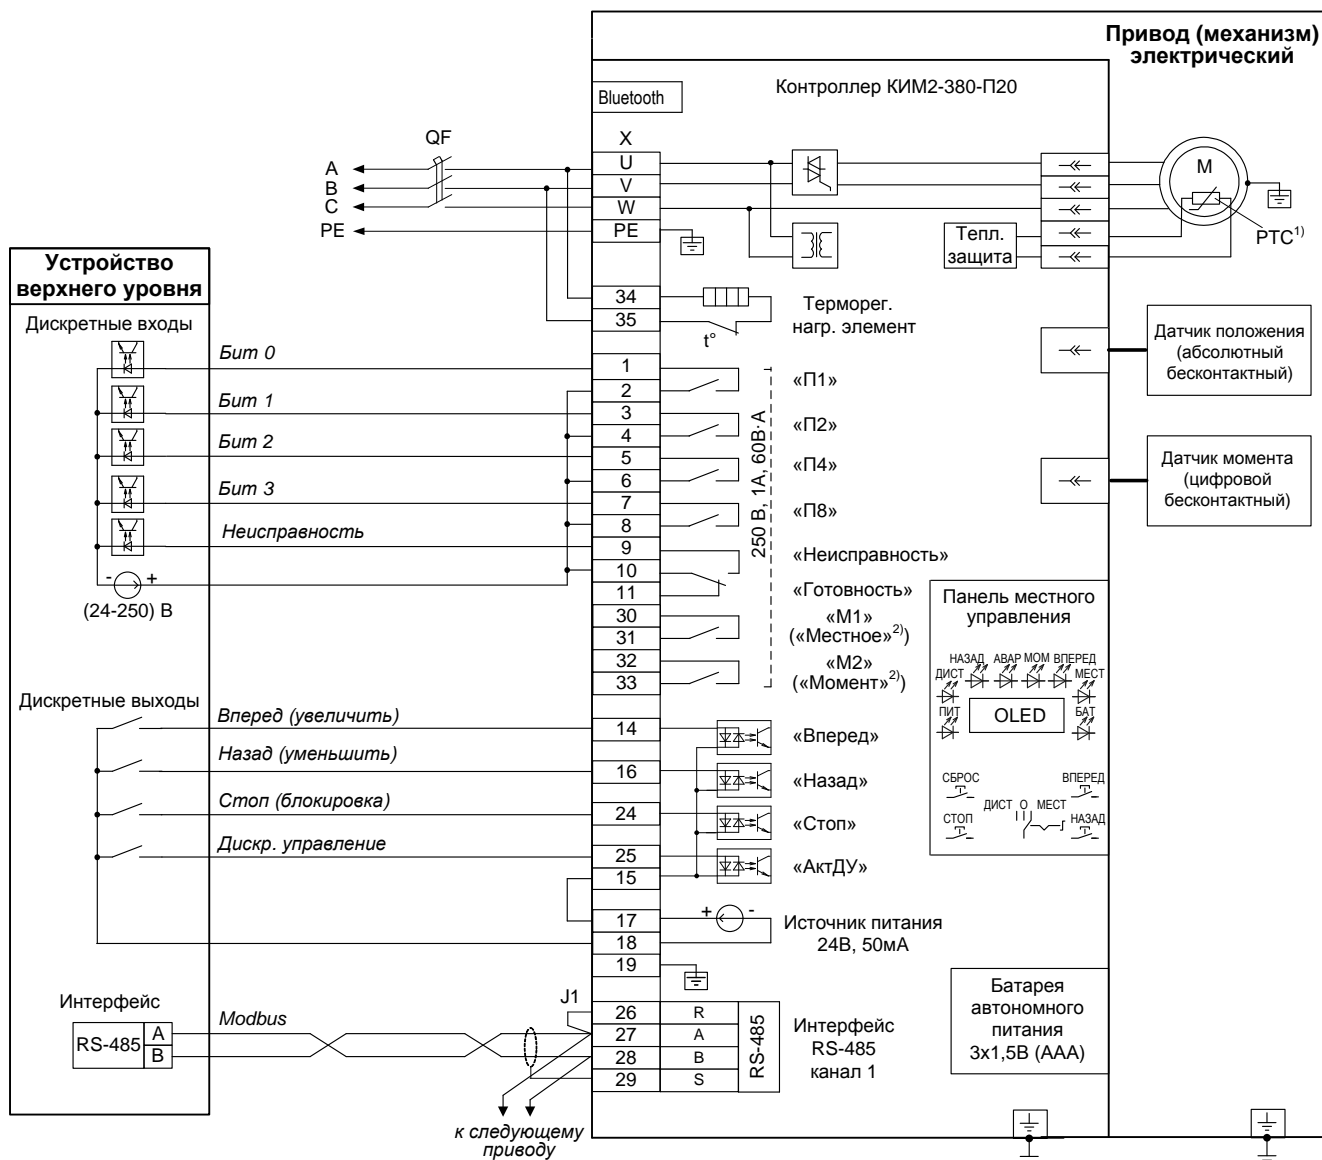 Привод (механизм)
электрический
Контроллер КИМ2-380-П20
Bluetooth
QF
X
A
B
C
PE
U
V
W
PE
M
PTC¹⁾
Тепл.
защита
Устройство
верхнего уровня
Дискретные входы
34
35
t°
Терморег.
нагр. элемент
Датчик положения
(абсолютный
бесконтактный)
Бит 0
Бит 1
Бит 2
Бит 3
Неисправность
- +
(24-250) В
1
2
3
4
5
6
7
8
9
10
11
30
31
32
33
250 В, 1А, 60В·А
«П1»
«П2»
«П4»
«П8»
«Неисправность»
«Готовность»
«М1»
(«Местное»²⁾)
«М2»
(«Момент»²⁾)
Датчик момента
(цифровой
бесконтактный)
Панель местного
управления
НАЗАД АВАР МОМ ВПЕРЕД
ДИСТ МЕСТ
ПИТ OLED БАТ
СБРОС ВПЕРЕД
ДИСТ О МЕСТ
СТОП НАЗАД
Дискретные выходы
Вперед (увеличить)
Назад (уменьшить)
Стоп (блокировка)
Дискр. управление
14
16
24
25
15
17
18
19
«Вперед»
«Назад»
«Стоп»
«АктДУ»
+ -
Источник питания
24В, 50мА
Интерфейс
RS-485
A
B
Modbus
J1
26 R
27 A
28 B
29 S
RS-485
Интерфейс
RS-485
канал 1
Батарея
автономного
питания
3x1,5В (ААА)
к следующему
приводу